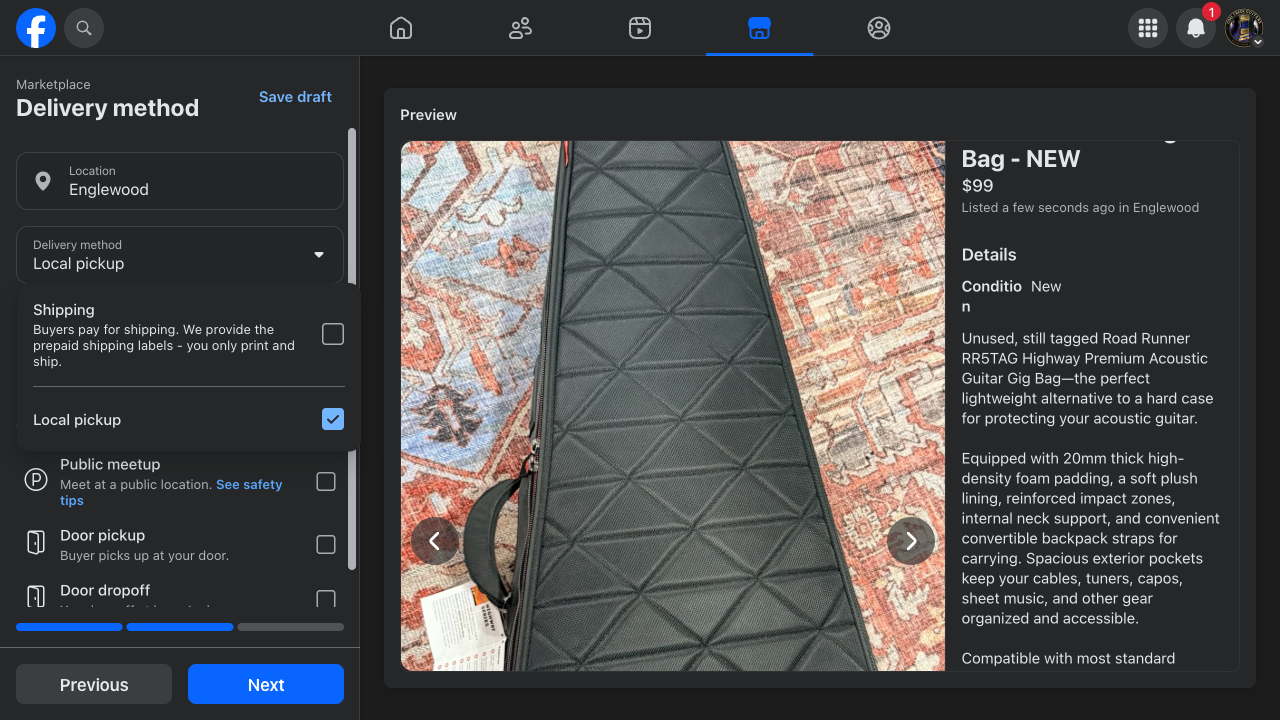 1
Marketplace
Delivery method
Save draft
Location
Englewood
Delivery method
Local pickup
Shipping
Buyers pay for shipping. We provide the
prepaid shipping labels - you only print and
ship.
Local pickup
Public meetup
Meet at a public location. See safety
tips
Door pickup
Buyer picks up at your door.
Door dropoff
Previous
Next
Preview
Bag - NEW
$99
Listed a few seconds ago in Englewood
Details
Conditio
n
New
Unused, still tagged Road Runner
RR5TAG Highway Premium Acoustic
Guitar Gig Bag—the perfect
lightweight alternative to a hard case
for protecting your acoustic guitar.
Equipped with 20mm thick high-
density foam padding, a soft plush
lining, reinforced impact zones,
internal neck support, and convenient
convertible backpack straps for
carrying. Spacious exterior pockets
keep your cables, tuners, capos,
sheet music, and other gear
organized and accessible.
Compatible with most standard